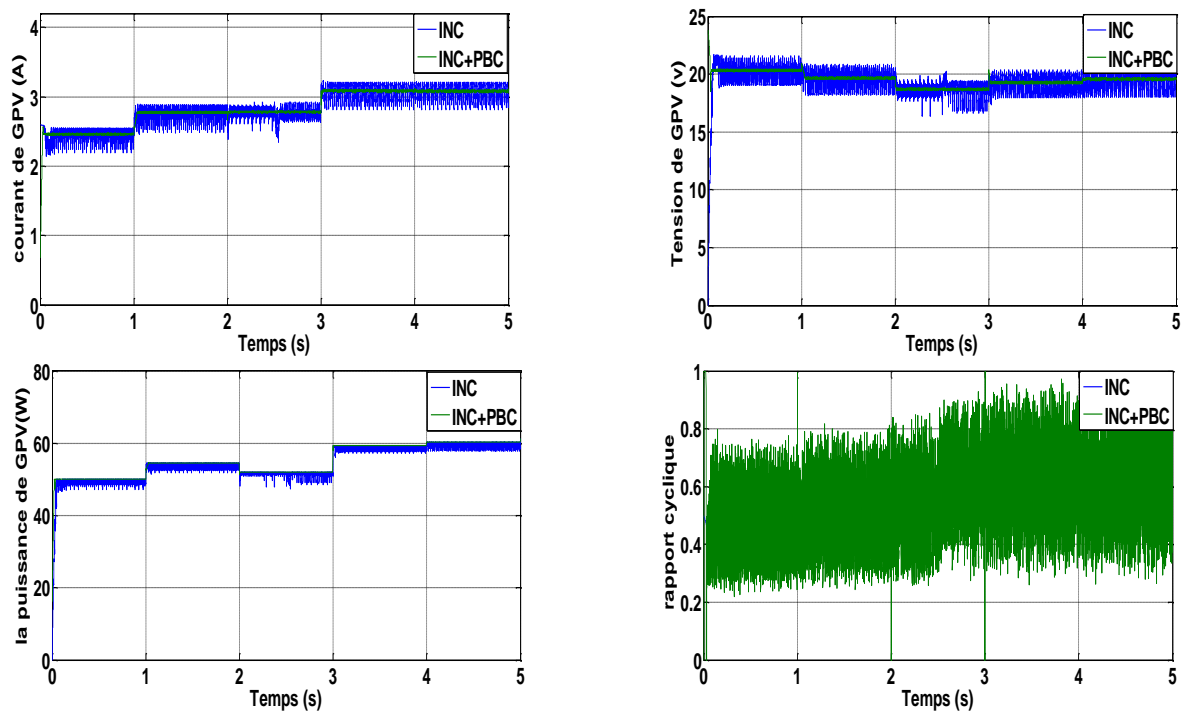 4
3
2
1
0
courant de GPV (A)
INC
INC+PBC
0 1 2 3 4 5
Temps (s)
25
20
15
10
5
0
Tension de GPV (v)
INC
INC+PBC
0 1 2 3 4 5
Temps (s)
80
60
40
20
0
la puissance de GPV(W)
INC
INC+PBC
0 1 2 3 4 5
Temps (s)
1
0.8
0.6
0.4
0.2
0
rapport cyclique
INC
INC+PBC
0 1 2 3 4 5
Temps (s)